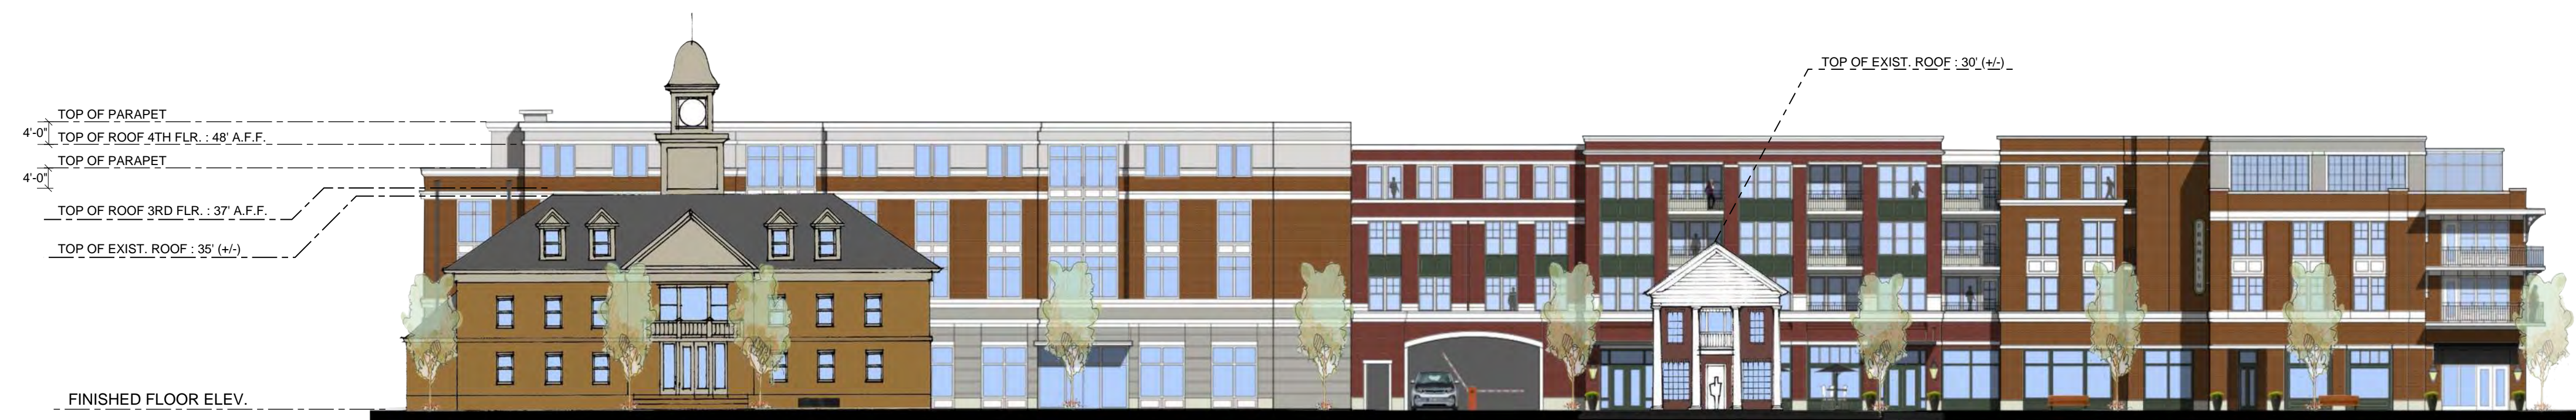 TOP OF EXIST. ROOF : 30' (+/-)
TOP OF PARAPET
4'-0"
TOP OF ROOF 4TH FLR. : 48' A.F.F.
TOP OF PARAPET
4'-0"
TOP OF ROOF 3RD FLR. : 37' A.F.F.
TOP OF EXIST. ROOF : 35' (+/-)
FRANKLIN
FINISHED FLOOR ELEV.